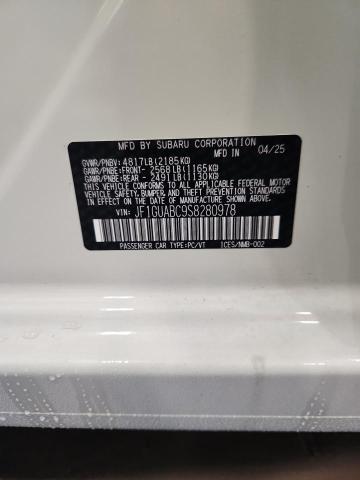 MFD BY SUBARU CORPORATION
MFD IN 04/25
GVWR/PNBV: 4817LB(2185KG)
GAWR/PNBE:FRONT- 2568LB(1165KG)
GAWR/PNBE:REAR - 2491LB(1130KG)
THIS VEHICLE CONFORMS TO ALL APPLICABLE FEDERAL MOTOR
VEHICLE SAFETY, BUMPER, AND THEFT PREVENTION STANDARDS
IN EFFECT ON THE DATE OF MANUFACTURE SHOWN ABOVE.
VIN: JF1GUABC9S8280978
PASSENGER CAR TYPE:PC/VT ICES/NMB-002